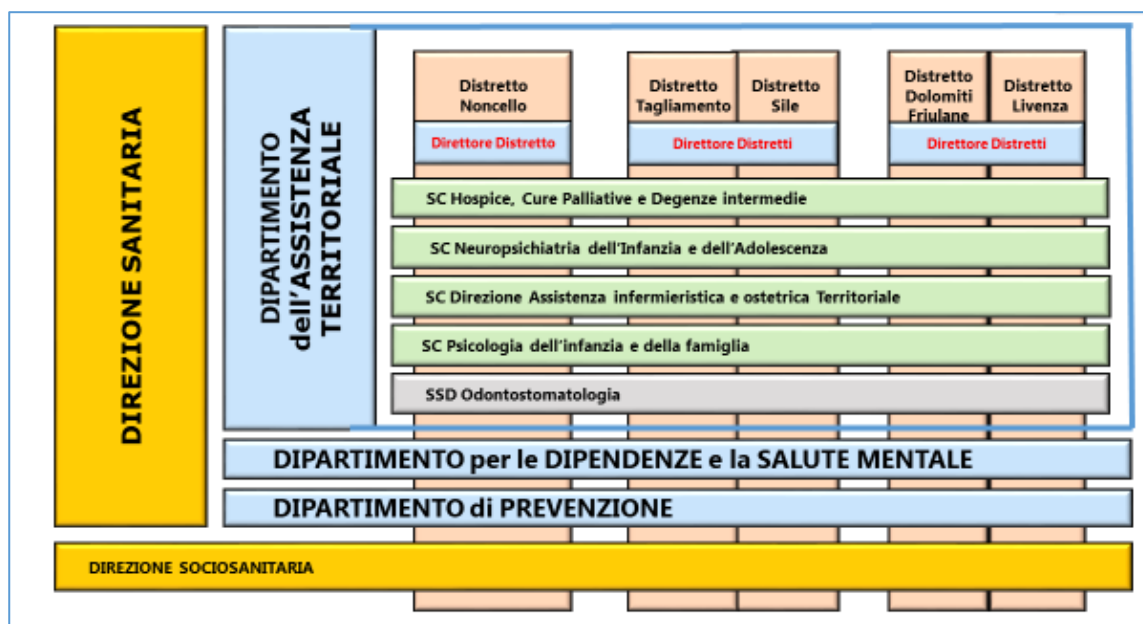 DIREZIONE SANITARIA
DIPARTIMENTO
dell'ASSISTENZA
TERRITORIALE
Distretto
Noncello
Distretto
Tagliamento
Distretto
Sile
Distretto
Dolomiti
Friulane
Distretto
Livenza
Direttore Distretto
Direttore Distretti
Direttore Distretti
SC Hospice, Cure Palliative e Degenze intermedie
SC Neuropsichiatria dell'Infanzia e dell'Adolescenza
SC Direzione Assistenza infermieristica e ostetrica Territoriale
SC Psicologia dell'infanzia e della famiglia
SSD Odontostomatologia
DIPARTIMENTO per le DIPENDENZE e la SALUTE MENTALE
DIPARTIMENTO di PREVENZIONE
DIREZIONE SOCIOSANITARIA